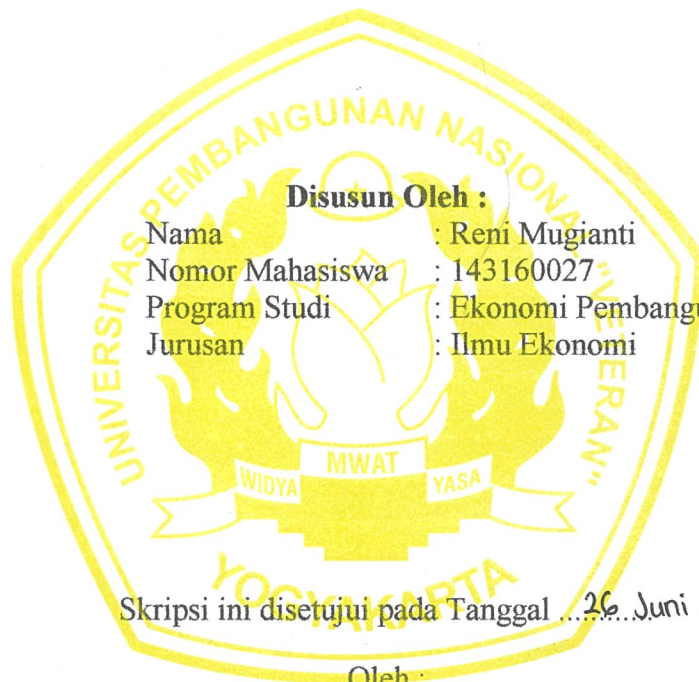 UNIVERSITAS PEMBANGUNAN NASIONAL "VETERAN"
Disusun Oleh :
Nama : Reni Mugianti
Nomor Mahasiswa : 143160027
Program Studi : Ekonomi Pembangu
Jurusan : Ilmu Ekonomi
WIDYA MWAT YASA
YOGYAKARTA
Skripsi ini disetujui pada Tanggal ...26...Juni
Oleh :